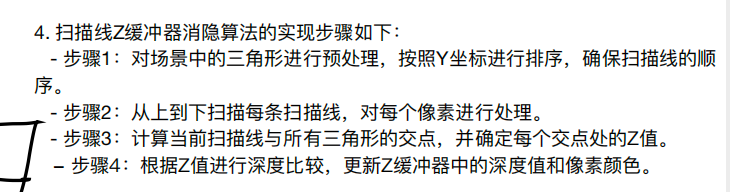 4. 扫描线Z缓冲器消隐算法的实现步骤如下：
- 步骤1：对场景中的三角形进行预处理，按照Y坐标进行排序，确保扫描线的顺
序。
- 步骤2：从上到下扫描每条扫描线，对每个像素进行处理。
- 步骤3：计算当前扫描线与所有三角形的交点，并确定每个交点处的Z值。
– 步骤4：根据Z值进行深度比较，更新Z缓冲器中的深度值和像素颜色。